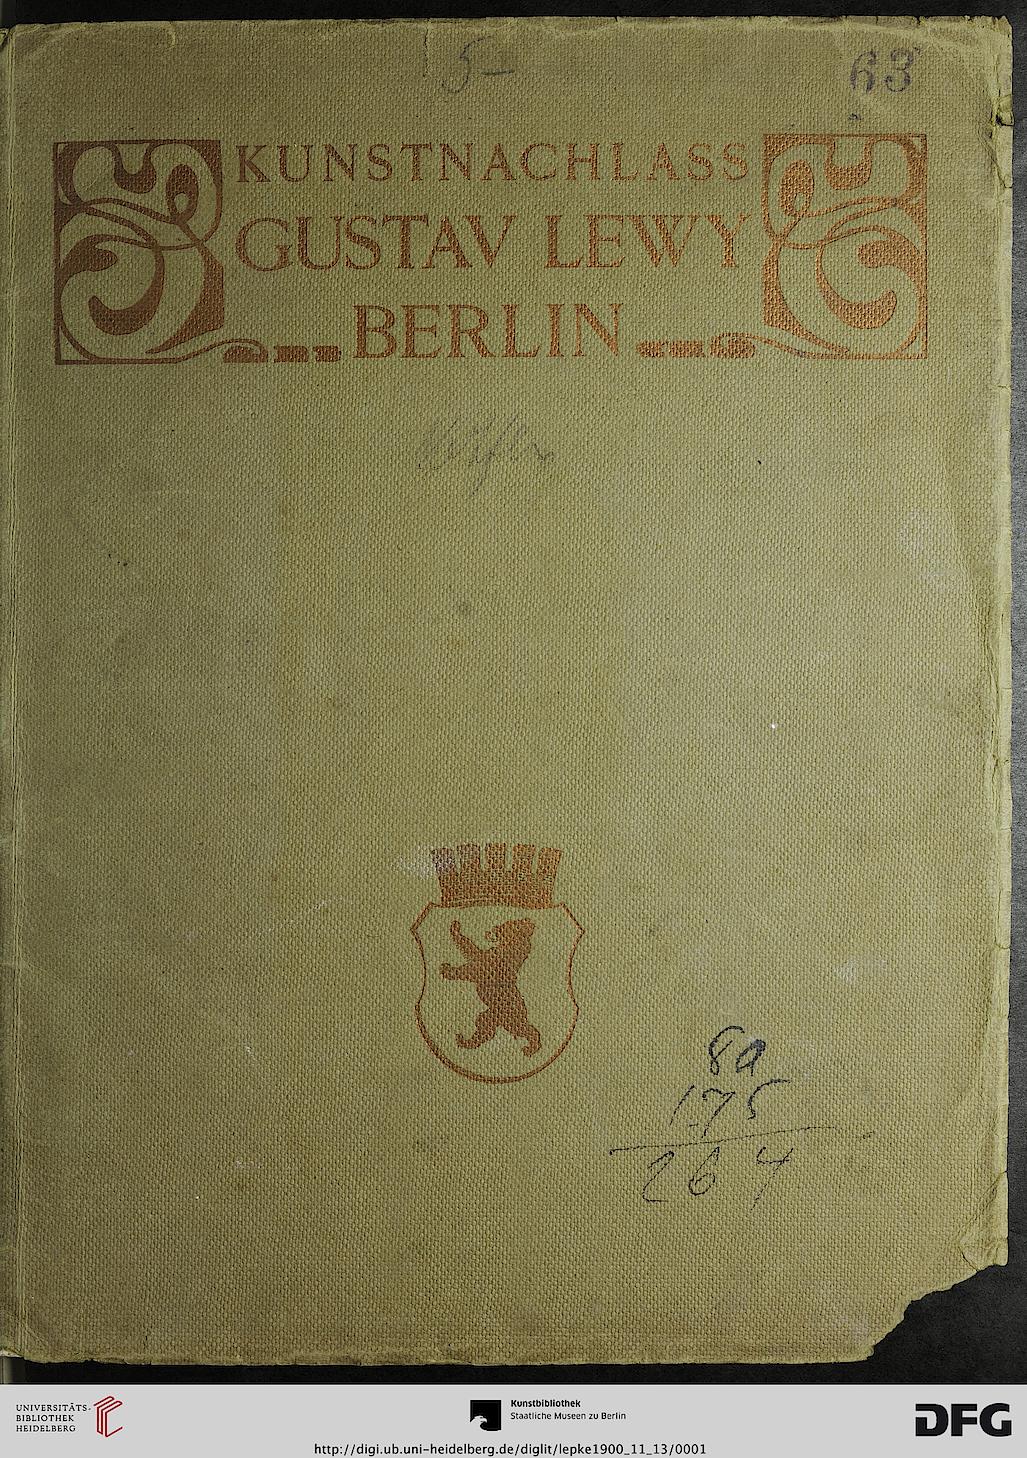 5-
63
KUNSTNACHLASS
GUSTAV LEWY
BERLIN
89
175
264
UNIVERSITÄTS-
BIBLIOTHEK
HEIDELBERG
Kunstbibliothek
Staatliche Museen zu Berlin
DFG
http://digi.ub.uni-heidelberg.de/diglit/lepke1900_11_13/0001